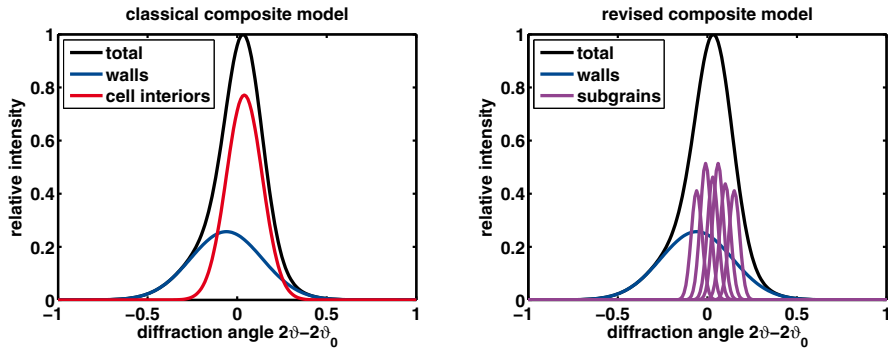 classical composite model
relative intensity
1
0.8
0.6
0.4
0.2
0
total
walls
cell interiors
−1
−0.5
0
0.5
1
diffraction angle 2ϑ−2ϑ₀
revised composite model
relative intensity
1
0.8
0.6
0.4
0.2
0
total
walls
subgrains
−1
−0.5
0
0.5
1
diffraction angle 2ϑ−2ϑ₀